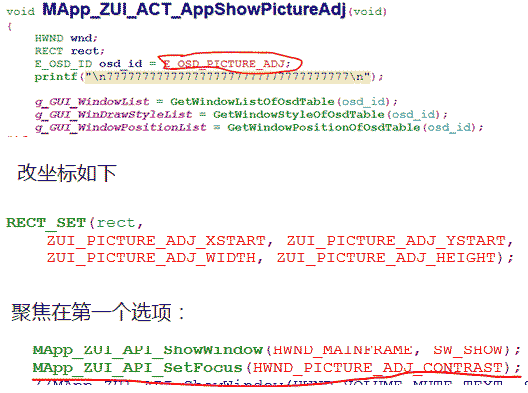 void MApp_ZUI_ACT_AppShowPictureAdj(void)
{
HWND wnd;
RECT rect;
E_OSD_ID osd_id = E_OSD_PICTURE_ADJ;
g_GUI_WindowList = GetWindowListOfOsdTable(osd_id);
g_GUI_WinDrawStyleList = GetWindowStyleOfOsdTable(osd_id);
g_GUI_WindowPositionList = GetWindowPositionOfOsdTable(osd_id);
改坐标如下
RECT_SET(rect,
ZUI_PICTURE_ADJ_XSTART, ZUI_PICTURE_ADJ_YSTART,
ZUI_PICTURE_ADJ_WIDTH, ZUI_PICTURE_ADJ_HEIGHT);
聚焦在第一个选项：
MApp_ZUI_API_ShowWindow(HWND_MAINFRAME, SW_SHOW);
MApp_ZUI_API_SetFocus(HWND_PICTURE_ADJ_CONTRAST);